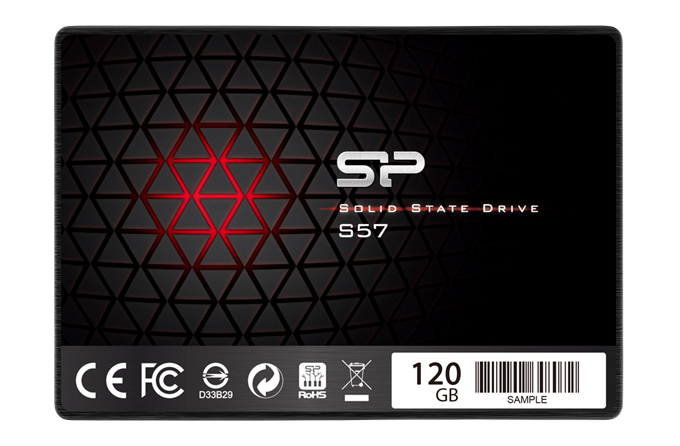 SP
SOLID STATE DRIVE
S57
CE FC D33B29 RoHS
120
GB
SAMPLE